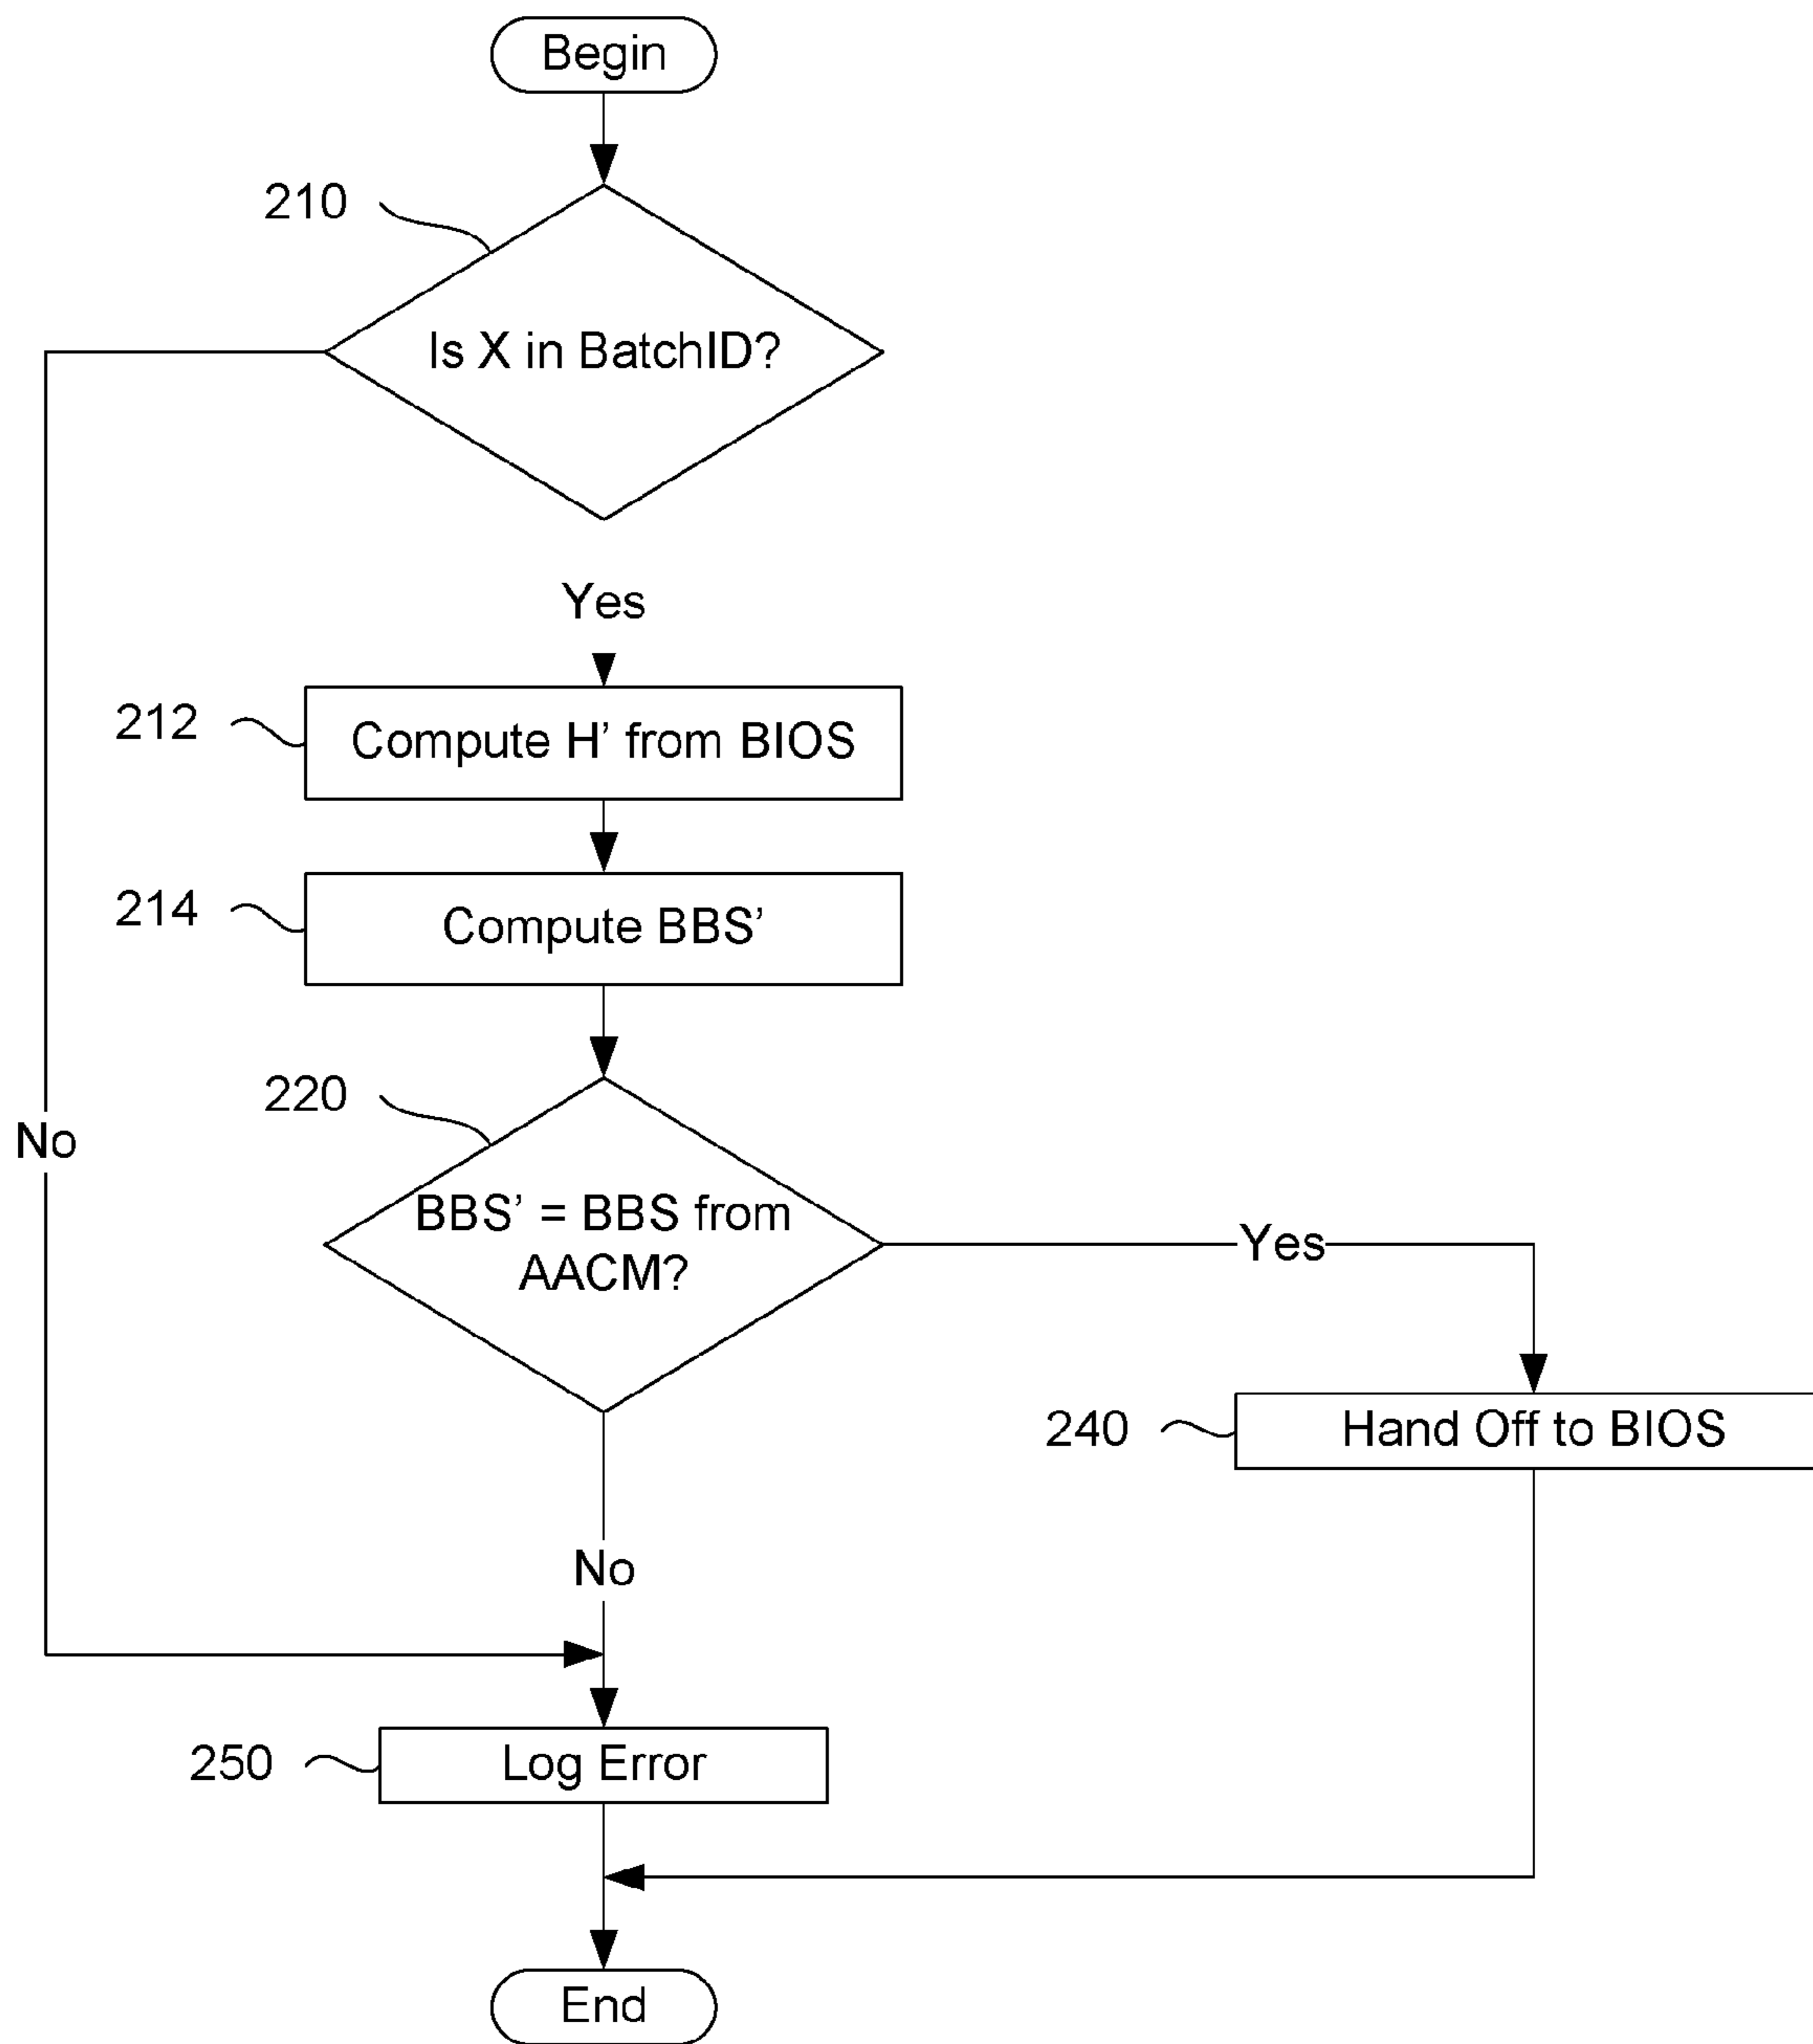 Begin
210
Is X in BatchID?
Yes
212
Compute H' from BIOS
214
Compute BBS'
220
No
BBS' = BBS from
AACM?
Yes
240
Hand Off to BIOS
No
250
Log Error
End